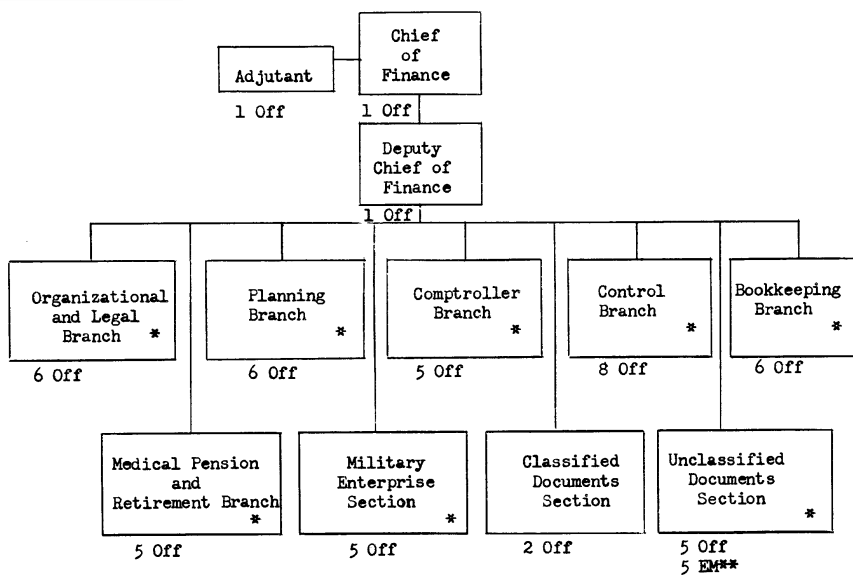 Chief
of
Finance
Adjutant
1 Off
1 Off
Deputy
Chief of
Finance
1 Off
Organizational
and Legal
Branch *
6 Off
Planning
Branch
*
6 Off
Comptroller
Branch
*
5 Off
Control
Branch
*
8 Off
Bookkeeping
Branch
*
6 Off
Medical Pension
and
Retirement Branch
*
5 Off
Military
Enterprise
Section
*
5 Off
Classified
Documents
Section
2 Off
Unclassified
Documents
Section
*
5 Off
5 EM**